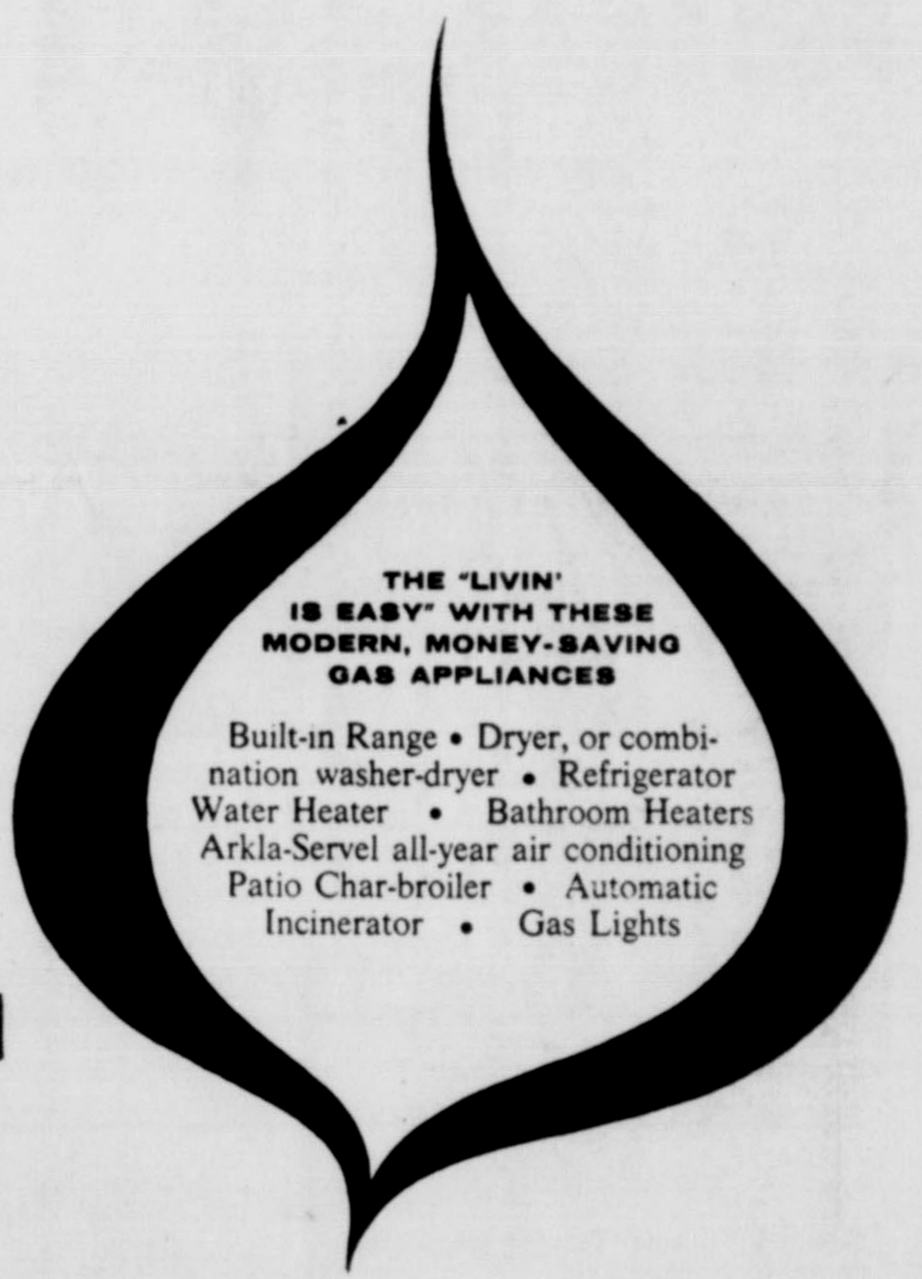 THE "LIVIN'
IS EASY" WITH THESE
MODERN, MONEY-SAVING
GAS APPLIANCES
Built-in Range • Dryer, or combi-
nation washer-dryer • Refrigerator
Water Heater • Bathroom Heaters
Arkla-Servel all-year air conditioning
Patio Char-broiler • Automatic
Incinerator • Gas Lights